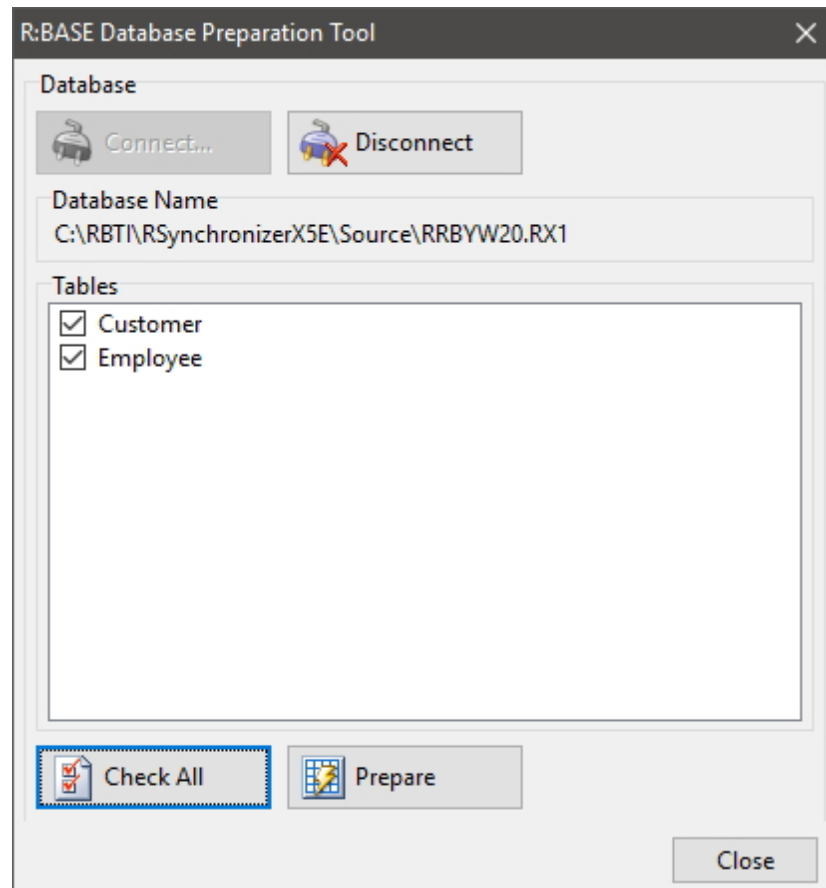 R:BASE Database Preparation Tool
Database
Connect...
Disconnect
Database Name
C:\RBTI\RSynchronizerX5E\Source\RRBYW20.RX1
Tables
Customer
Employee
Check All
Prepare
Close